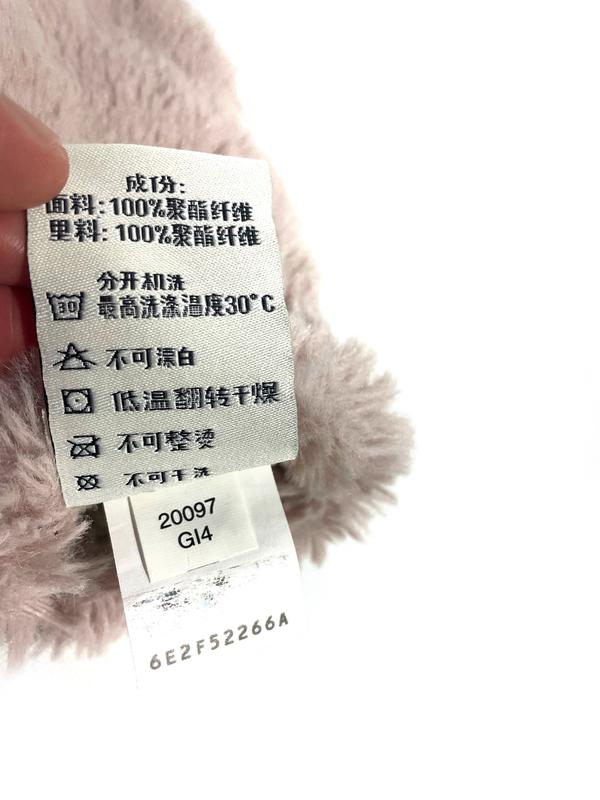 成份:
面料:100%聚酯纤维
里料:100%聚酯纤维
分开机洗
30 最高洗涤温度30°C
不可漂白
低温翻转干燥
不可整烫
不可干洗
20097
GI4
6E2F52266A